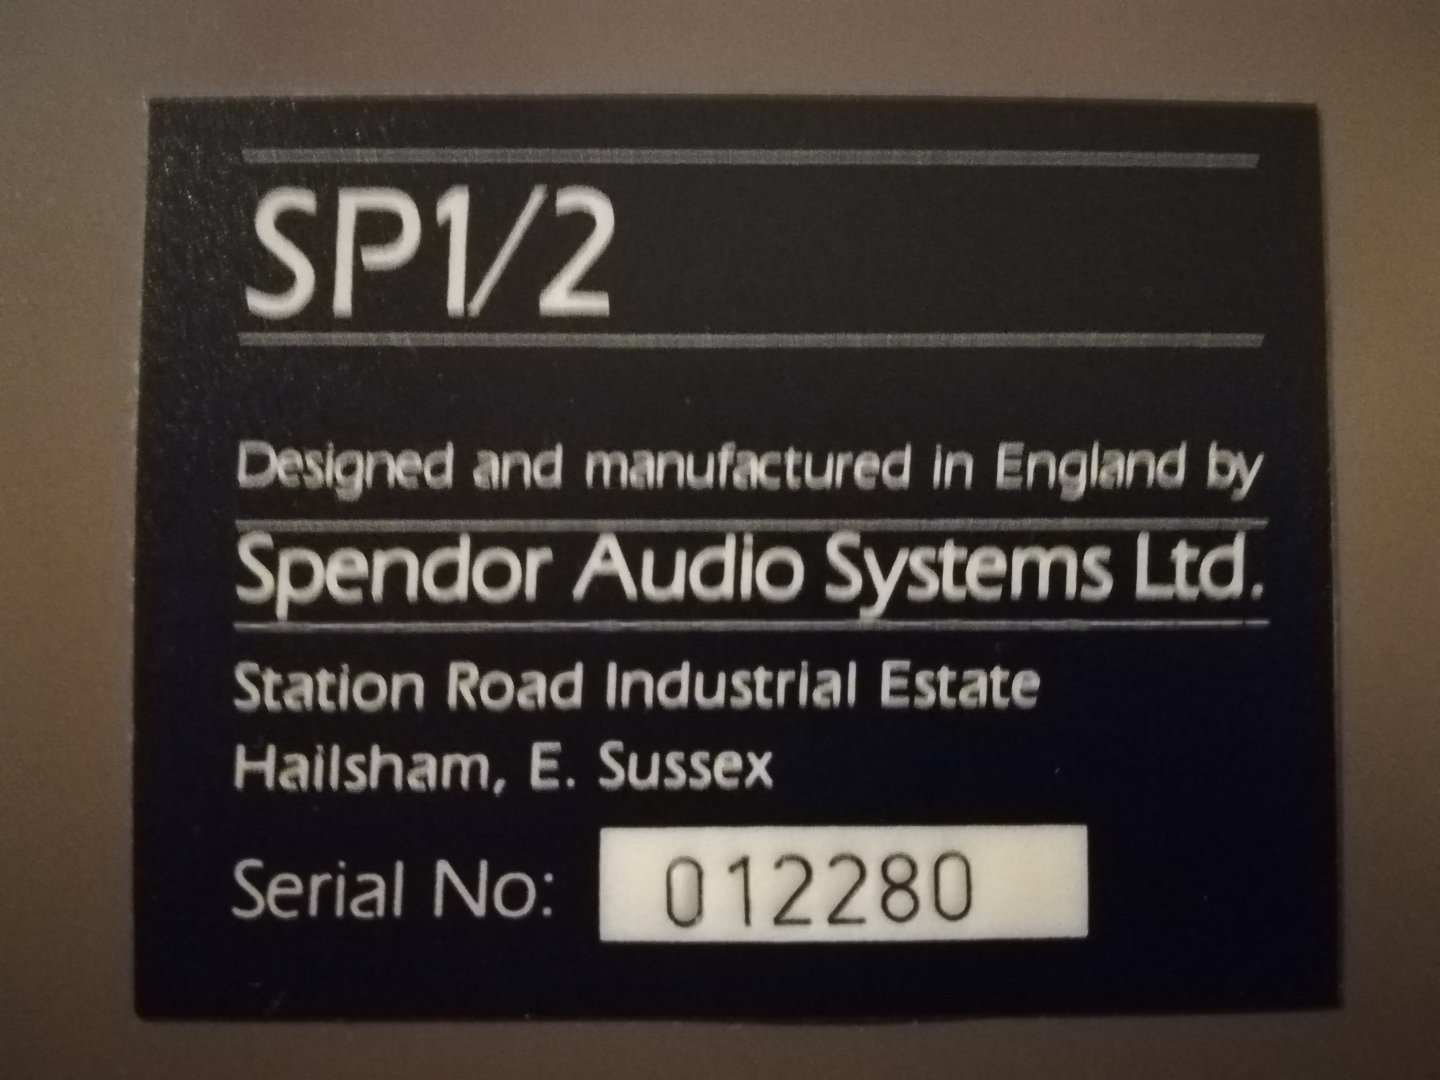 SP1/2
Designed and manufactured in England by
Spendor Audio Systems Ltd.
Station Road Industrial Estate
Hailsham, E. Sussex
Serial No: 012280